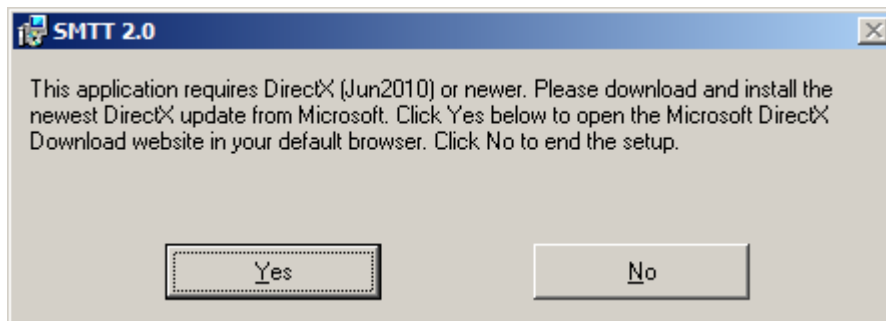 SMTT 2.0
This application requires DirectX (Jun2010) or newer. Please download and install the
newest DirectX update from Microsoft. Click Yes below to open the Microsoft DirectX
Download website in your default browser. Click No to end the setup.
Yes
No